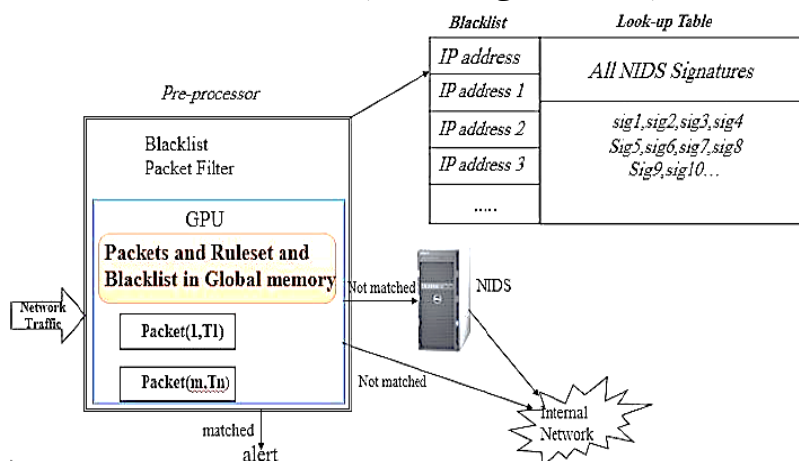 Blacklist
Look-up Table
IP address
All NIDS Signatures
IP address 1
IP address 2
IP address 3
.....
sig1,sig2,sig3,sig4
Sig5,sig6,sig7,sig8
Sig9,sig10...
Pre-processor
Blacklist
Packet Filter
GPU
Packets and Ruleset and
Blacklist in Global memory
Network
Traffic
Packet(1,T1)
Packet(m,Tn)
Not matched
NIDS
Not matched
Internal
Network
matched
alert